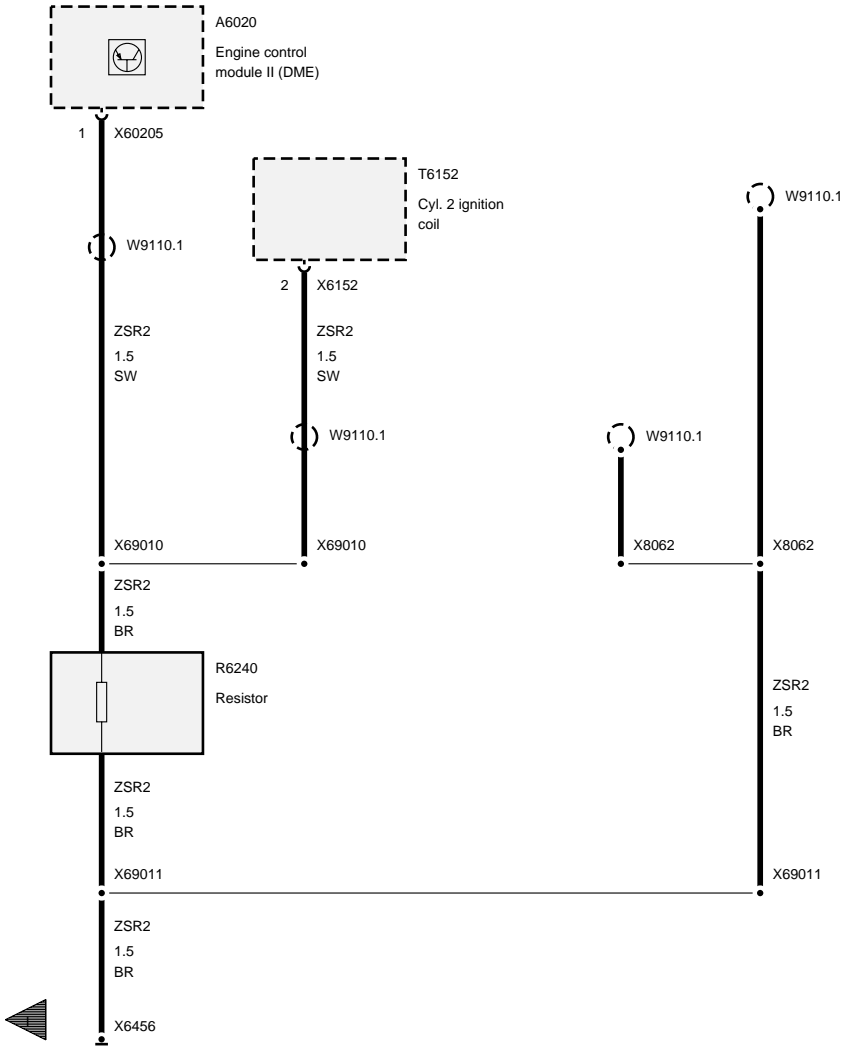 A6020
Engine control
module II (DME)
1
X60205
T6152
Cyl. 2 ignition
coil
W9110.1
W9110.1
2
X6152
ZSR2
1.5
SW
ZSR2
1.5
SW
W9110.1
W9110.1
X69010
X69010
X8062
X8062
ZSR2
1.5
BR
R6240
Resistor
ZSR2
1.5
BR
ZSR2
1.5
BR
X69011
X69011
ZSR2
1.5
BR
X6456